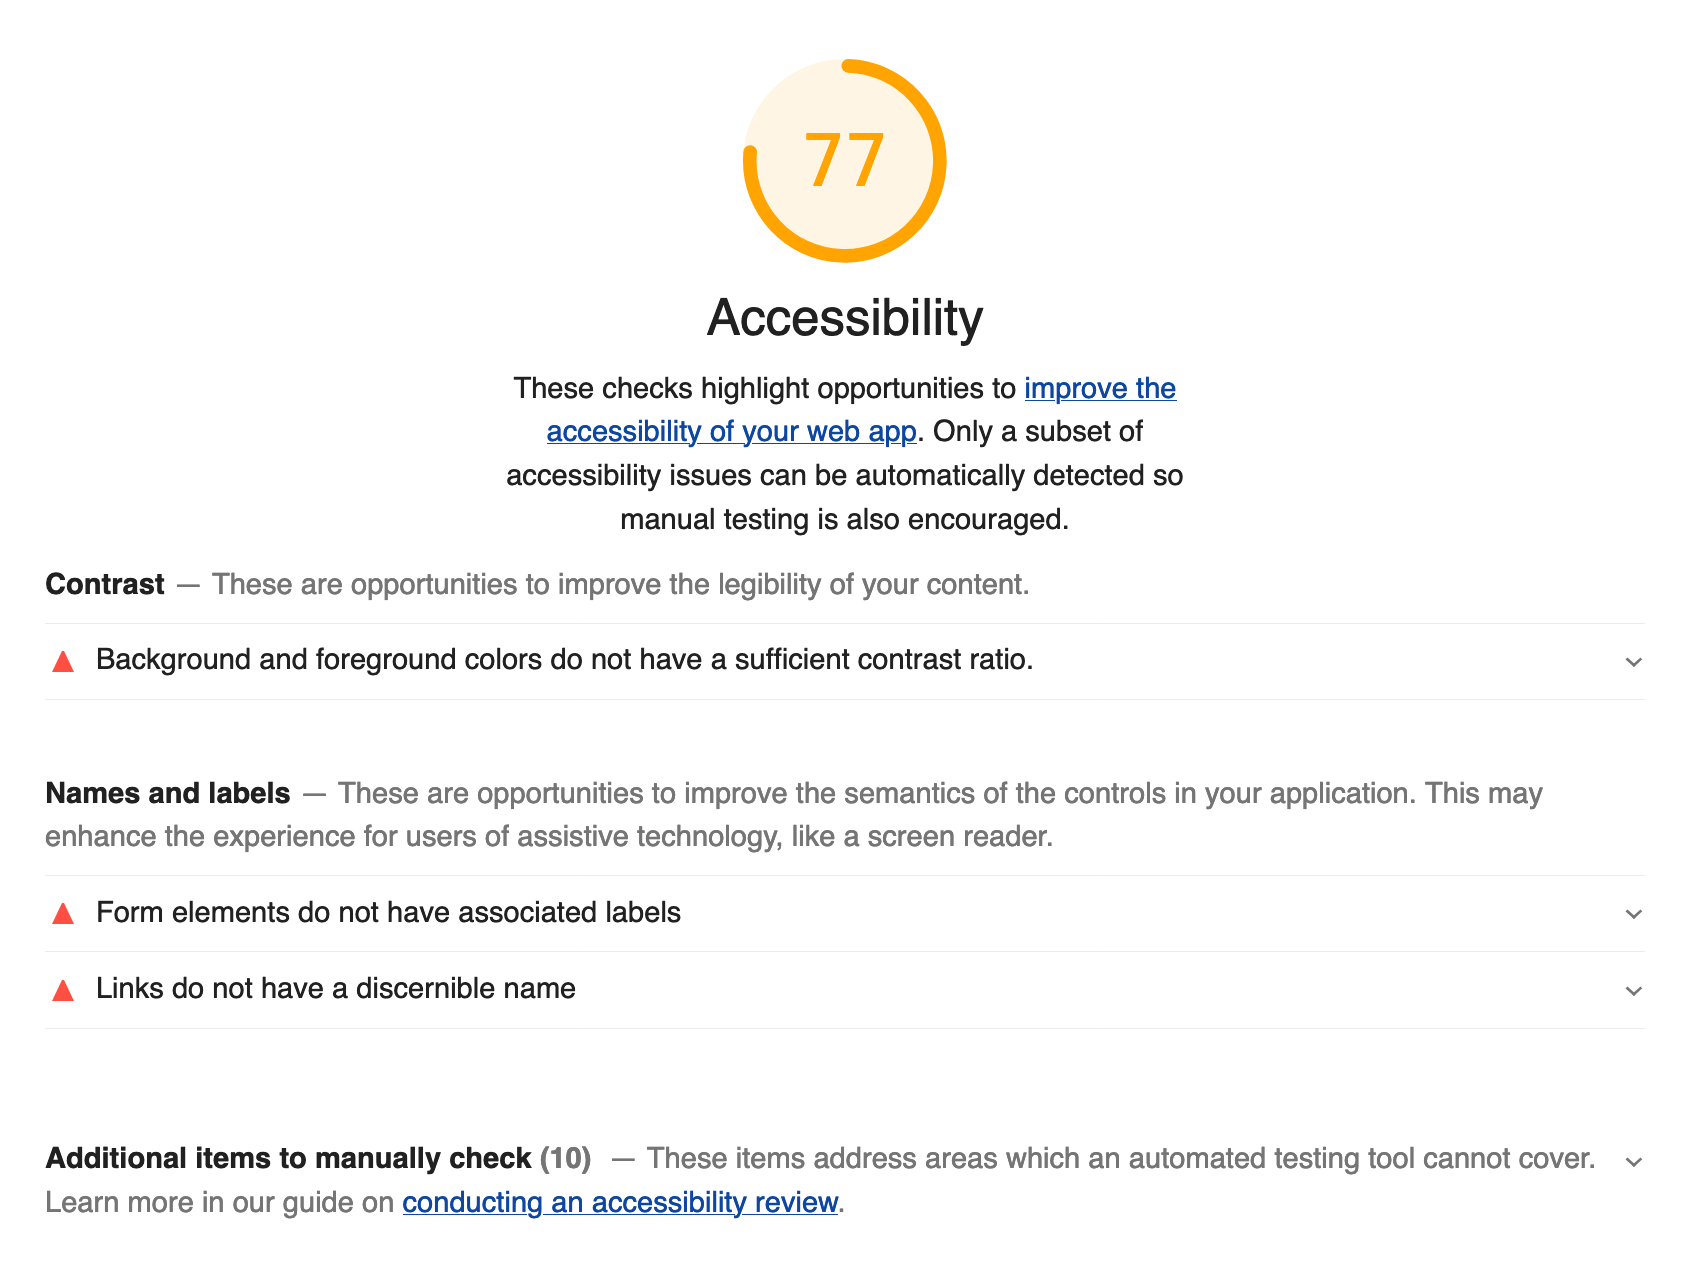 77
Accessibility
These checks highlight opportunities to improve the
accessibility of your web app. Only a subset of
accessibility issues can be automatically detected so
manual testing is also encouraged.
Contrast — These are opportunities to improve the legibility of your content.
Background and foreground colors do not have a sufficient contrast ratio.
Names and labels — These are opportunities to improve the semantics of the controls in your application. This may
enhance the experience for users of assistive technology, like a screen reader.
Form elements do not have associated labels
Links do not have a discernible name
Additional items to manually check (10) — These items address areas which an automated testing tool cannot cover.
Learn more in our guide on conducting an accessibility review.